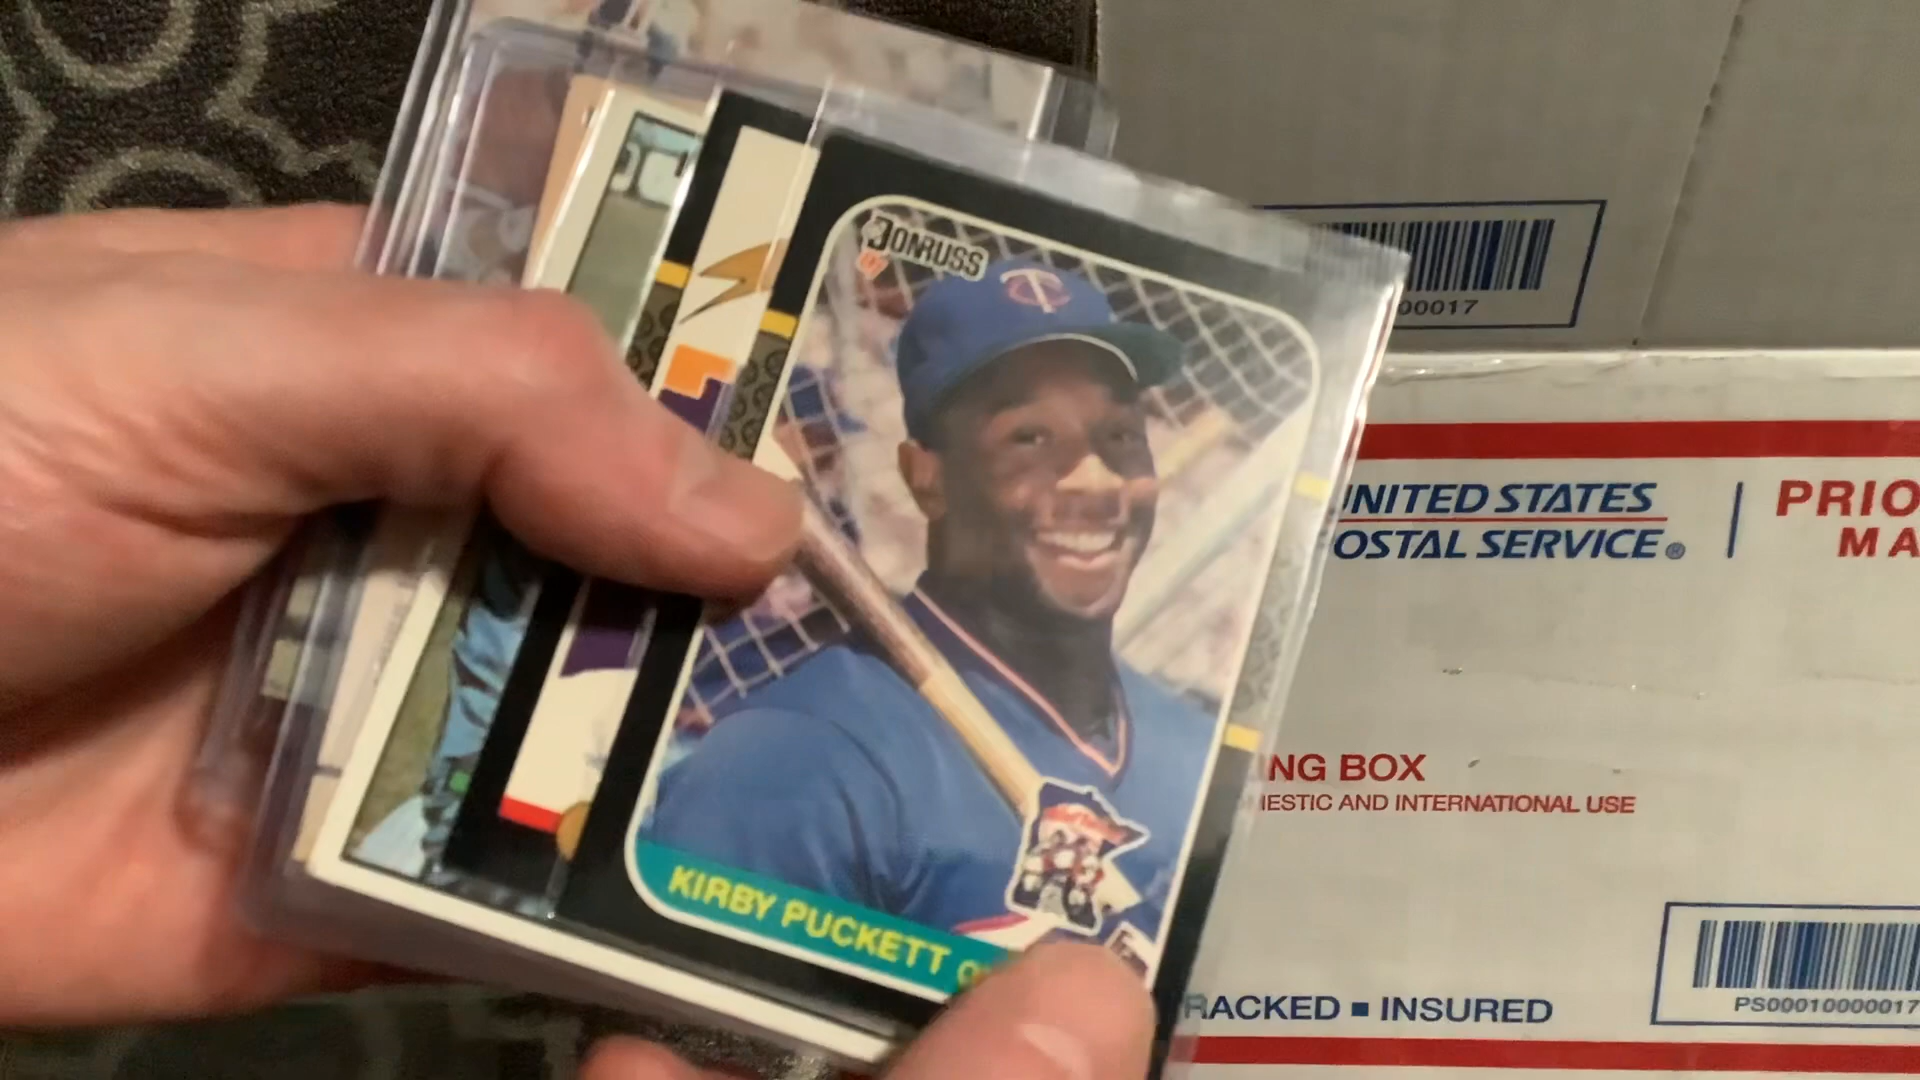 DONRUSS
87
KIRBY PUCKETT
00017
UNITED STATES
POSTAL SERVICE®
PRIO
MA
NG BOX
MESTIC AND INTERNATIONAL USE
RACKED ■ INSURED
PS00010000017